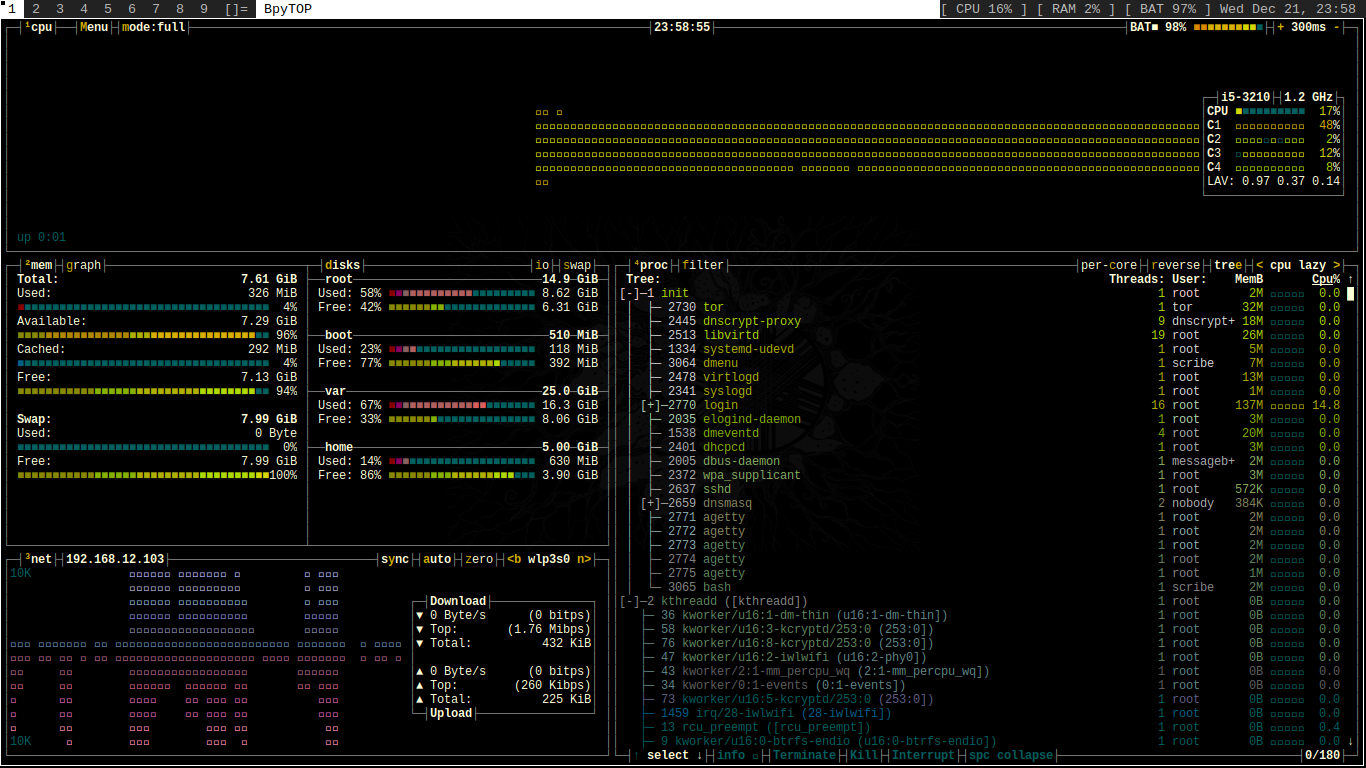 1 2 3 4 5 6 7 8 9 []= BpyTOP [ CPU 16% ] [ RAM 2% ] [ BAT 97% ] Wed Dec 21, 23:58
¹cpu Menu mode:full 23:58:55 BAT■ 98% + 300ms -
i5-3210 1.2 GHz
CPU 17%
C1 48%
C2 2%
C3 12%
C4 8%
LAV: 0.97 0.37 0.14
up 0:01
²mem graph
Total: 7.61 GiB
Used: 326 MiB
4%
Available: 7.29 GiB
96%
Cached: 292 MiB
4%
Free: 7.13 GiB
94%
Swap: 7.99 GiB
Used: 0 Byte
0%
Free: 7.99 GiB
100%
disks io swap
root 14.9 GiB
Used: 58% 8.62 GiB
Free: 42% 6.31 GiB
boot 510 MiB
Used: 23% 118 MiB
Free: 77% 392 MiB
var 25.0 GiB
Used: 67% 16.3 GiB
Free: 33% 8.06 GiB
home 5.00 GiB
Used: 14% 630 MiB
Free: 86% 3.90 GiB
³net 192.168.12.103 sync auto zero <b wlp3s0 n>
10K
Download
▼ 0 Byte/s (0 bitps)
▼ Top: (1.76 Mibps)
▼ Total: 432 KiB
▲ 0 Byte/s (0 bitps)
▲ Top: (260 Kibps)
▲ Total: 225 KiB
Upload
10K
⁴proc filter per-core reverse tree < cpu lazy >
Tree: Threads: User: MemB Cpu% ↑
[-]─1 init 1 root 2M 0.0
├─ 2730 tor 1 tor 32M 0.0
├─ 2445 dnscrypt-proxy 9 dnscrypt+ 18M 0.0
├─ 2513 libvirtd 19 root 26M 0.0
├─ 1334 systemd-udevd 1 root 5M 0.0
├─ 3064 dmenu 1 scribe 7M 0.0
├─ 2478 virtlogd 1 root 13M 0.0
├─ 2341 syslogd 1 root 1M 0.0
[+]─2770 login 16 root 137M 14.8
├─ 2035 elogind-daemon 1 root 3M 0.0
├─ 1538 dmeventd 4 root 20M 0.0
├─ 2401 dhcpcd 1 root 3M 0.0
├─ 2005 dbus-daemon 1 messageb+ 2M 0.0
├─ 2372 wpa_supplicant 1 root 3M 0.0
├─ 2637 sshd 1 root 572K 0.0
[+]─2659 dnsmasq 2 nobody 384K 0.0
├─ 2771 agetty 1 root 2M 0.0
├─ 2772 agetty 1 root 2M 0.0
├─ 2773 agetty 1 root 2M 0.0
├─ 2774 agetty 1 root 2M 0.0
├─ 2775 agetty 1 root 1M 0.0
└─ 3065 bash 1 scribe 2M 0.0
[-]─2 kthreadd ([kthreadd]) 1 root 0B 0.0
├─ 36 kworker/u16:1-dm-thin (u16:1-dm-thin]) 1 root 0B 0.0
├─ 58 kworker/u16:3-kcryptd/253:0 (253:0]) 1 root 0B 0.0
├─ 76 kworker/u16:8-kcryptd/253:0 (253:0]) 1 root 0B 0.0
├─ 47 kworker/u16:2-iwlwifi (u16:2-phy0]) 1 root 0B 0.0
├─ 43 kworker/2:1-mm_percpu_wq (2:1-mm_percpu_wq]) 1 root 0B 0.0
├─ 34 kworker/0:1-events (0:1-events]) 1 root 0B 0.0
├─ 73 kworker/u16:5-kcryptd/253:0 (253:0]) 1 root 0B 0.0
├─ 1459 irq/28-iwlwifi (28-iwlwifi]) 1 root 0B 0.0
├─ 13 rcu_preempt ([rcu_preempt]) 1 root 0B 0.4
├─ 9 kworker/u16:0-btrfs-endio (u16:0-btrfs-endio]) 1 root 0B 0.0 ↓
↑ select ↓ info Terminate Kill Interrupt spc collapse 0/180